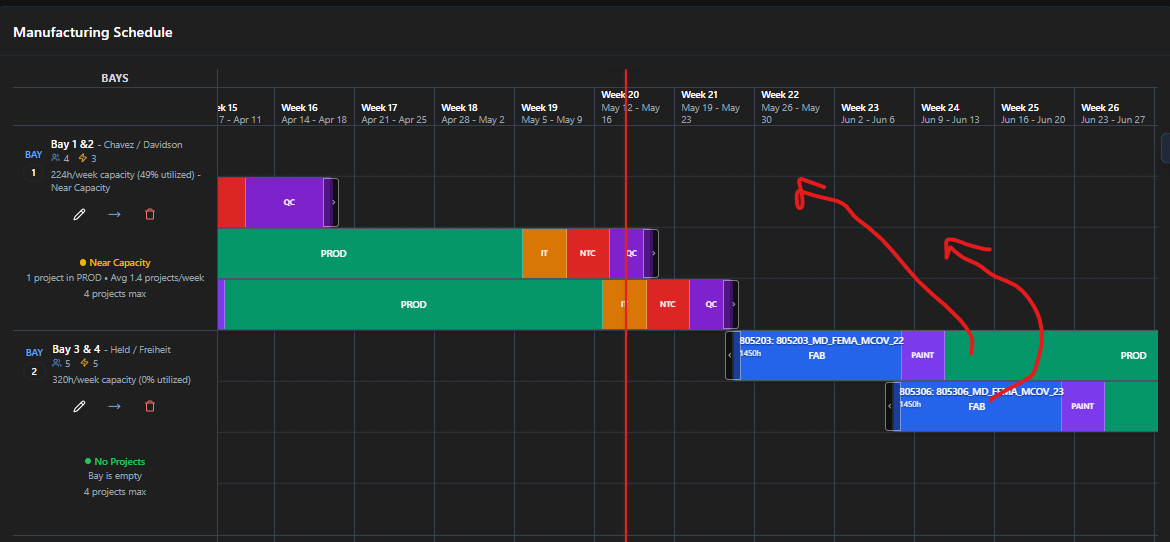 Manufacturing Schedule
BAYS
ek 15
7 - Apr 11
Week 16
Apr 14 - Apr 18
Week 17
Apr 21 - Apr 25
Week 18
Apr 28 - May 2
Week 19
May 5 - May 9
Week 20
May 12 - May
16
Week 21
May 19 - May
23
Week 22
May 26 - May
30
Week 23
Jun 2 - Jun 6
Week 24
Jun 9 - Jun 13
Week 25
Jun 16 - Jun 20
Week 26
Jun 23 - Jun 27
BAY
1
Bay 1 &2 - Chavez / Davidson
4 3
224h/week capacity (49% utilized) -
Near Capacity
Near Capacity
1 project in PROD • Avg 1.4 projects/week
4 projects max
QC
PROD
IT
NTC
QC
PROD
IT
NTC
QC
BAY
2
Bay 3 & 4 - Held / Freiheit
5 5
320h/week capacity (0% utilized)
No Projects
Bay is empty
4 projects max
805203: 805203_MD_FEMA_MCOV_22
1450h
FAB
PAINT
PROD
805306: 805306_MD_FEMA_MCOV_23
1450h
FAB
PAINT